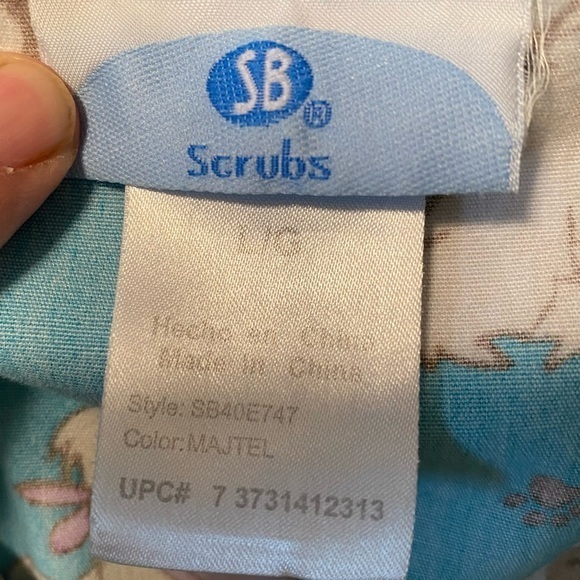 SB ®
Scrubs
L/G
Hecho en China
Made in China
Style: SB40E747
Color: MAJTEL
UPC# 7 3731412313